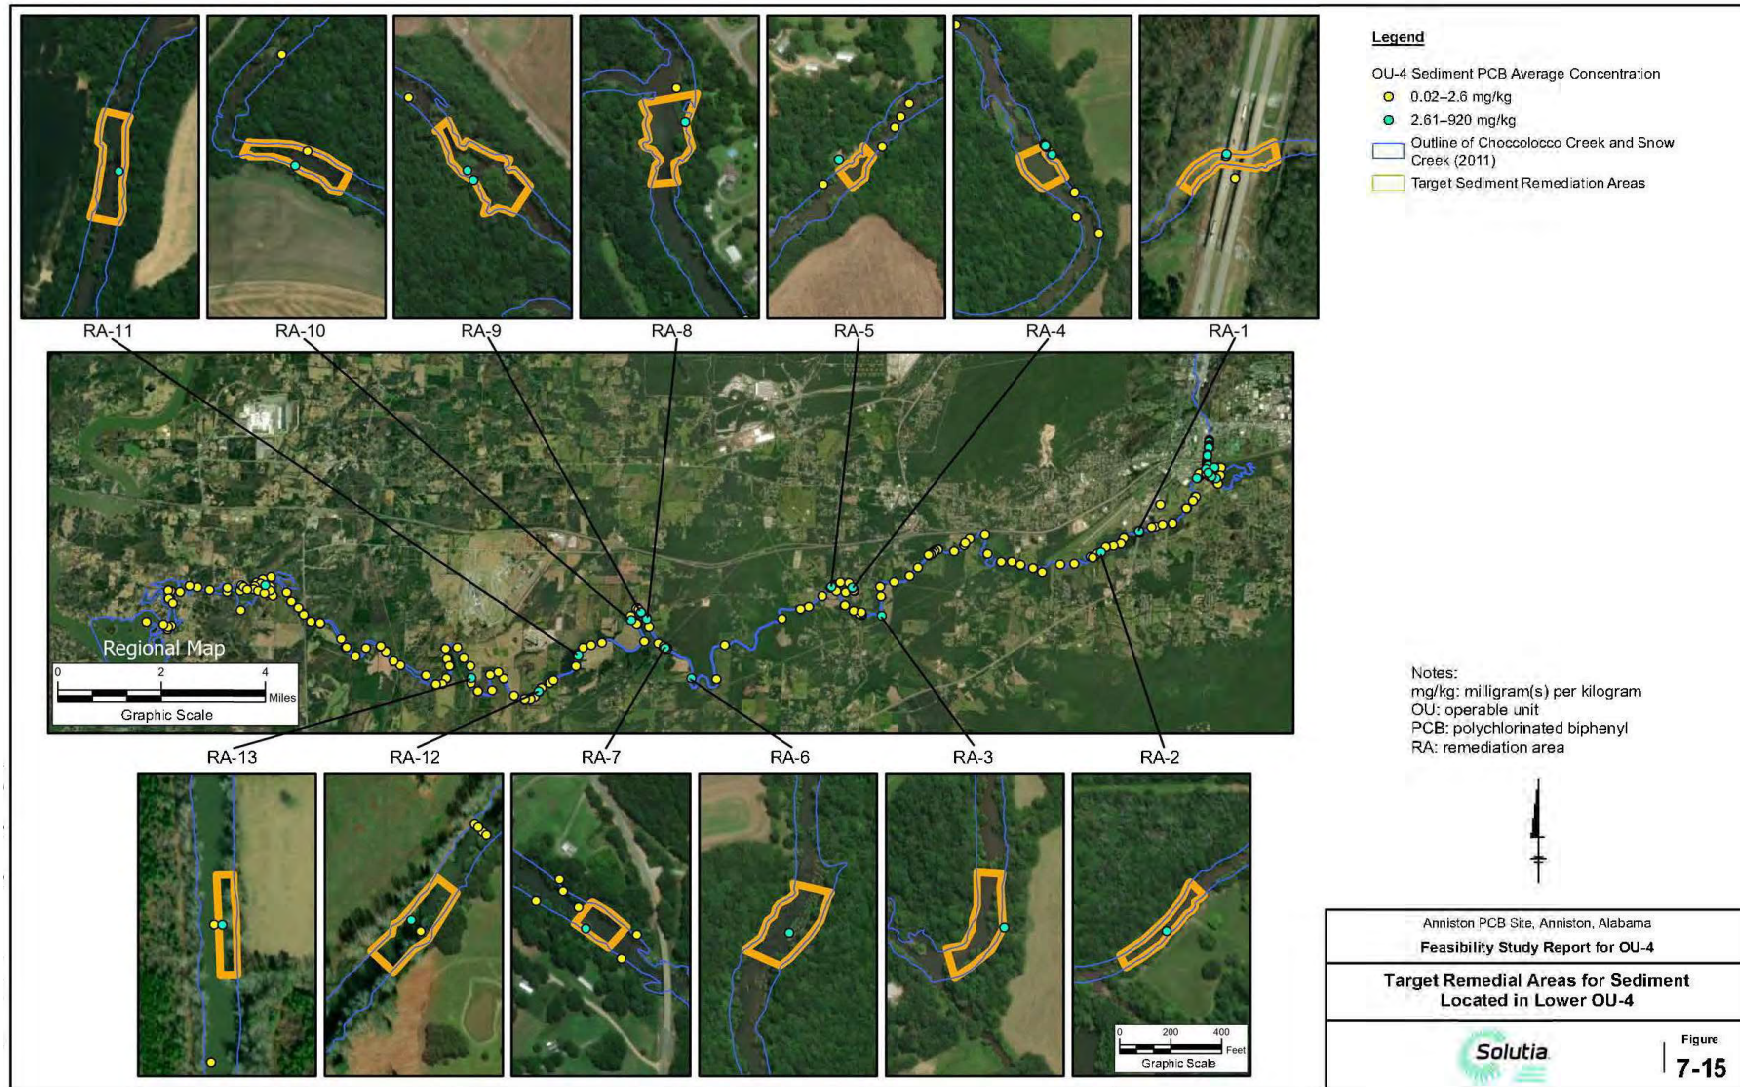 Legend
OU-4 Sediment PCB Average Concentration
0.02–2.6 mg/kg
2.61–920 mg/kg
Outline of Choccolocco Creek and Snow
Creek (2011)
Target Sediment Remediation Areas
RA-11
RA-10
RA-9
RA-8
RA-5
RA-4
RA-1
Regional Map
0 2 4
Miles
Graphic Scale
RA-13
RA-12
RA-7
RA-6
RA-3
RA-2
0 200 400
Feet
Graphic Scale
Notes:
mg/kg: milligram(s) per kilogram
OU: operable unit
PCB: polychlorinated biphenyl
RA: remediation area
Anniston PCB Site, Anniston, Alabama
Feasibility Study Report for OU-4
Target Remedial Areas for Sediment
Located in Lower OU-4
Solutia
Figure
7-15